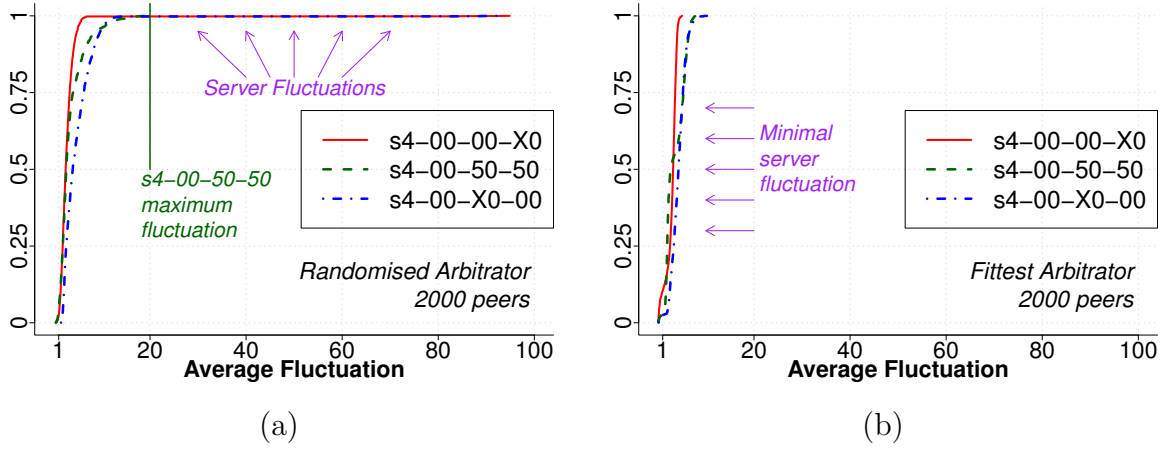 1
0.75
0.5
0.25
0
Server Fluctuations
s4−00−50−50
maximum
fluctuation
s4−00−00−X0
s4−00−50−50
s4−00−X0−00
Randomised Arbitrator
2000 peers
1 20 40 60 80 100
Average Fluctuation
(a)
1
0.75
0.5
0.25
0
Minimal
server
fluctuation
s4−00−00−X0
s4−00−50−50
s4−00−X0−00
Fittest Arbitrator
2000 peers
1 20 40 60 80 100
Average Fluctuation
(b)